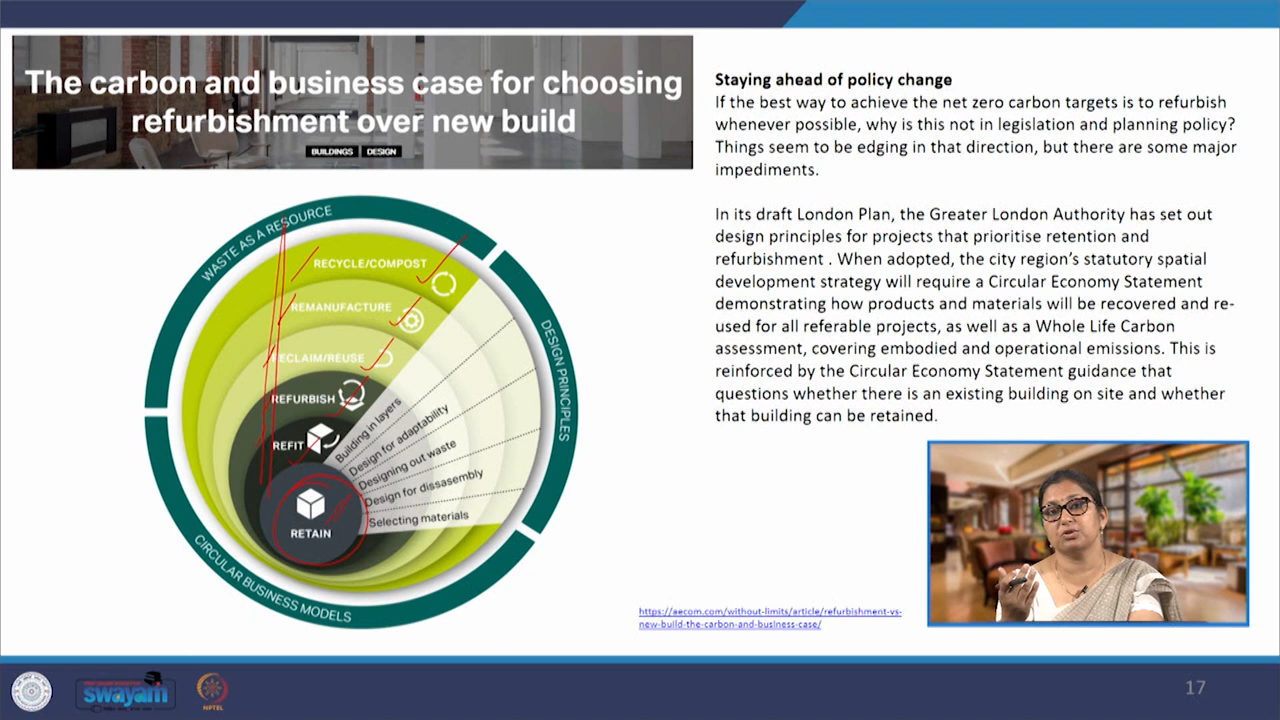 The carbon and business case for choosing
refurbishment over new build
BUILDINGS DESIGN
WASTE AS A RESOURCE
RECYCLE/COMPOST
REMANUFACTURE
RECLAIM/REUSE
REFURBISH
REFIT
RETAIN
Building in layers
Design for adaptability
Designing out waste
Design for dissasembly
Selecting materials
DESIGN PRINCIPLES
CIRCULAR BUSINESS MODELS
Staying ahead of policy change
If the best way to achieve the net zero carbon targets is to refurbish
whenever possible, why is this not in legislation and planning policy?
Things seem to be edging in that direction, but there are some major
impediments.
In its draft London Plan, the Greater London Authority has set out
design principles for projects that prioritise retention and
refurbishment . When adopted, the city region's statutory spatial
development strategy will require a Circular Economy Statement
demonstrating how products and materials will be recovered and re-
used for all referable projects, as well as a Whole Life Carbon
assessment, covering embodied and operational emissions. This is
reinforced by the Circular Economy Statement guidance that
questions whether there is an existing building on site and whether
that building can be retained.
https://aecom.com/without-limits/article/refurbishment-vs-
new-build-the-carbon-and-business-case/
swayam
NPTEL
17